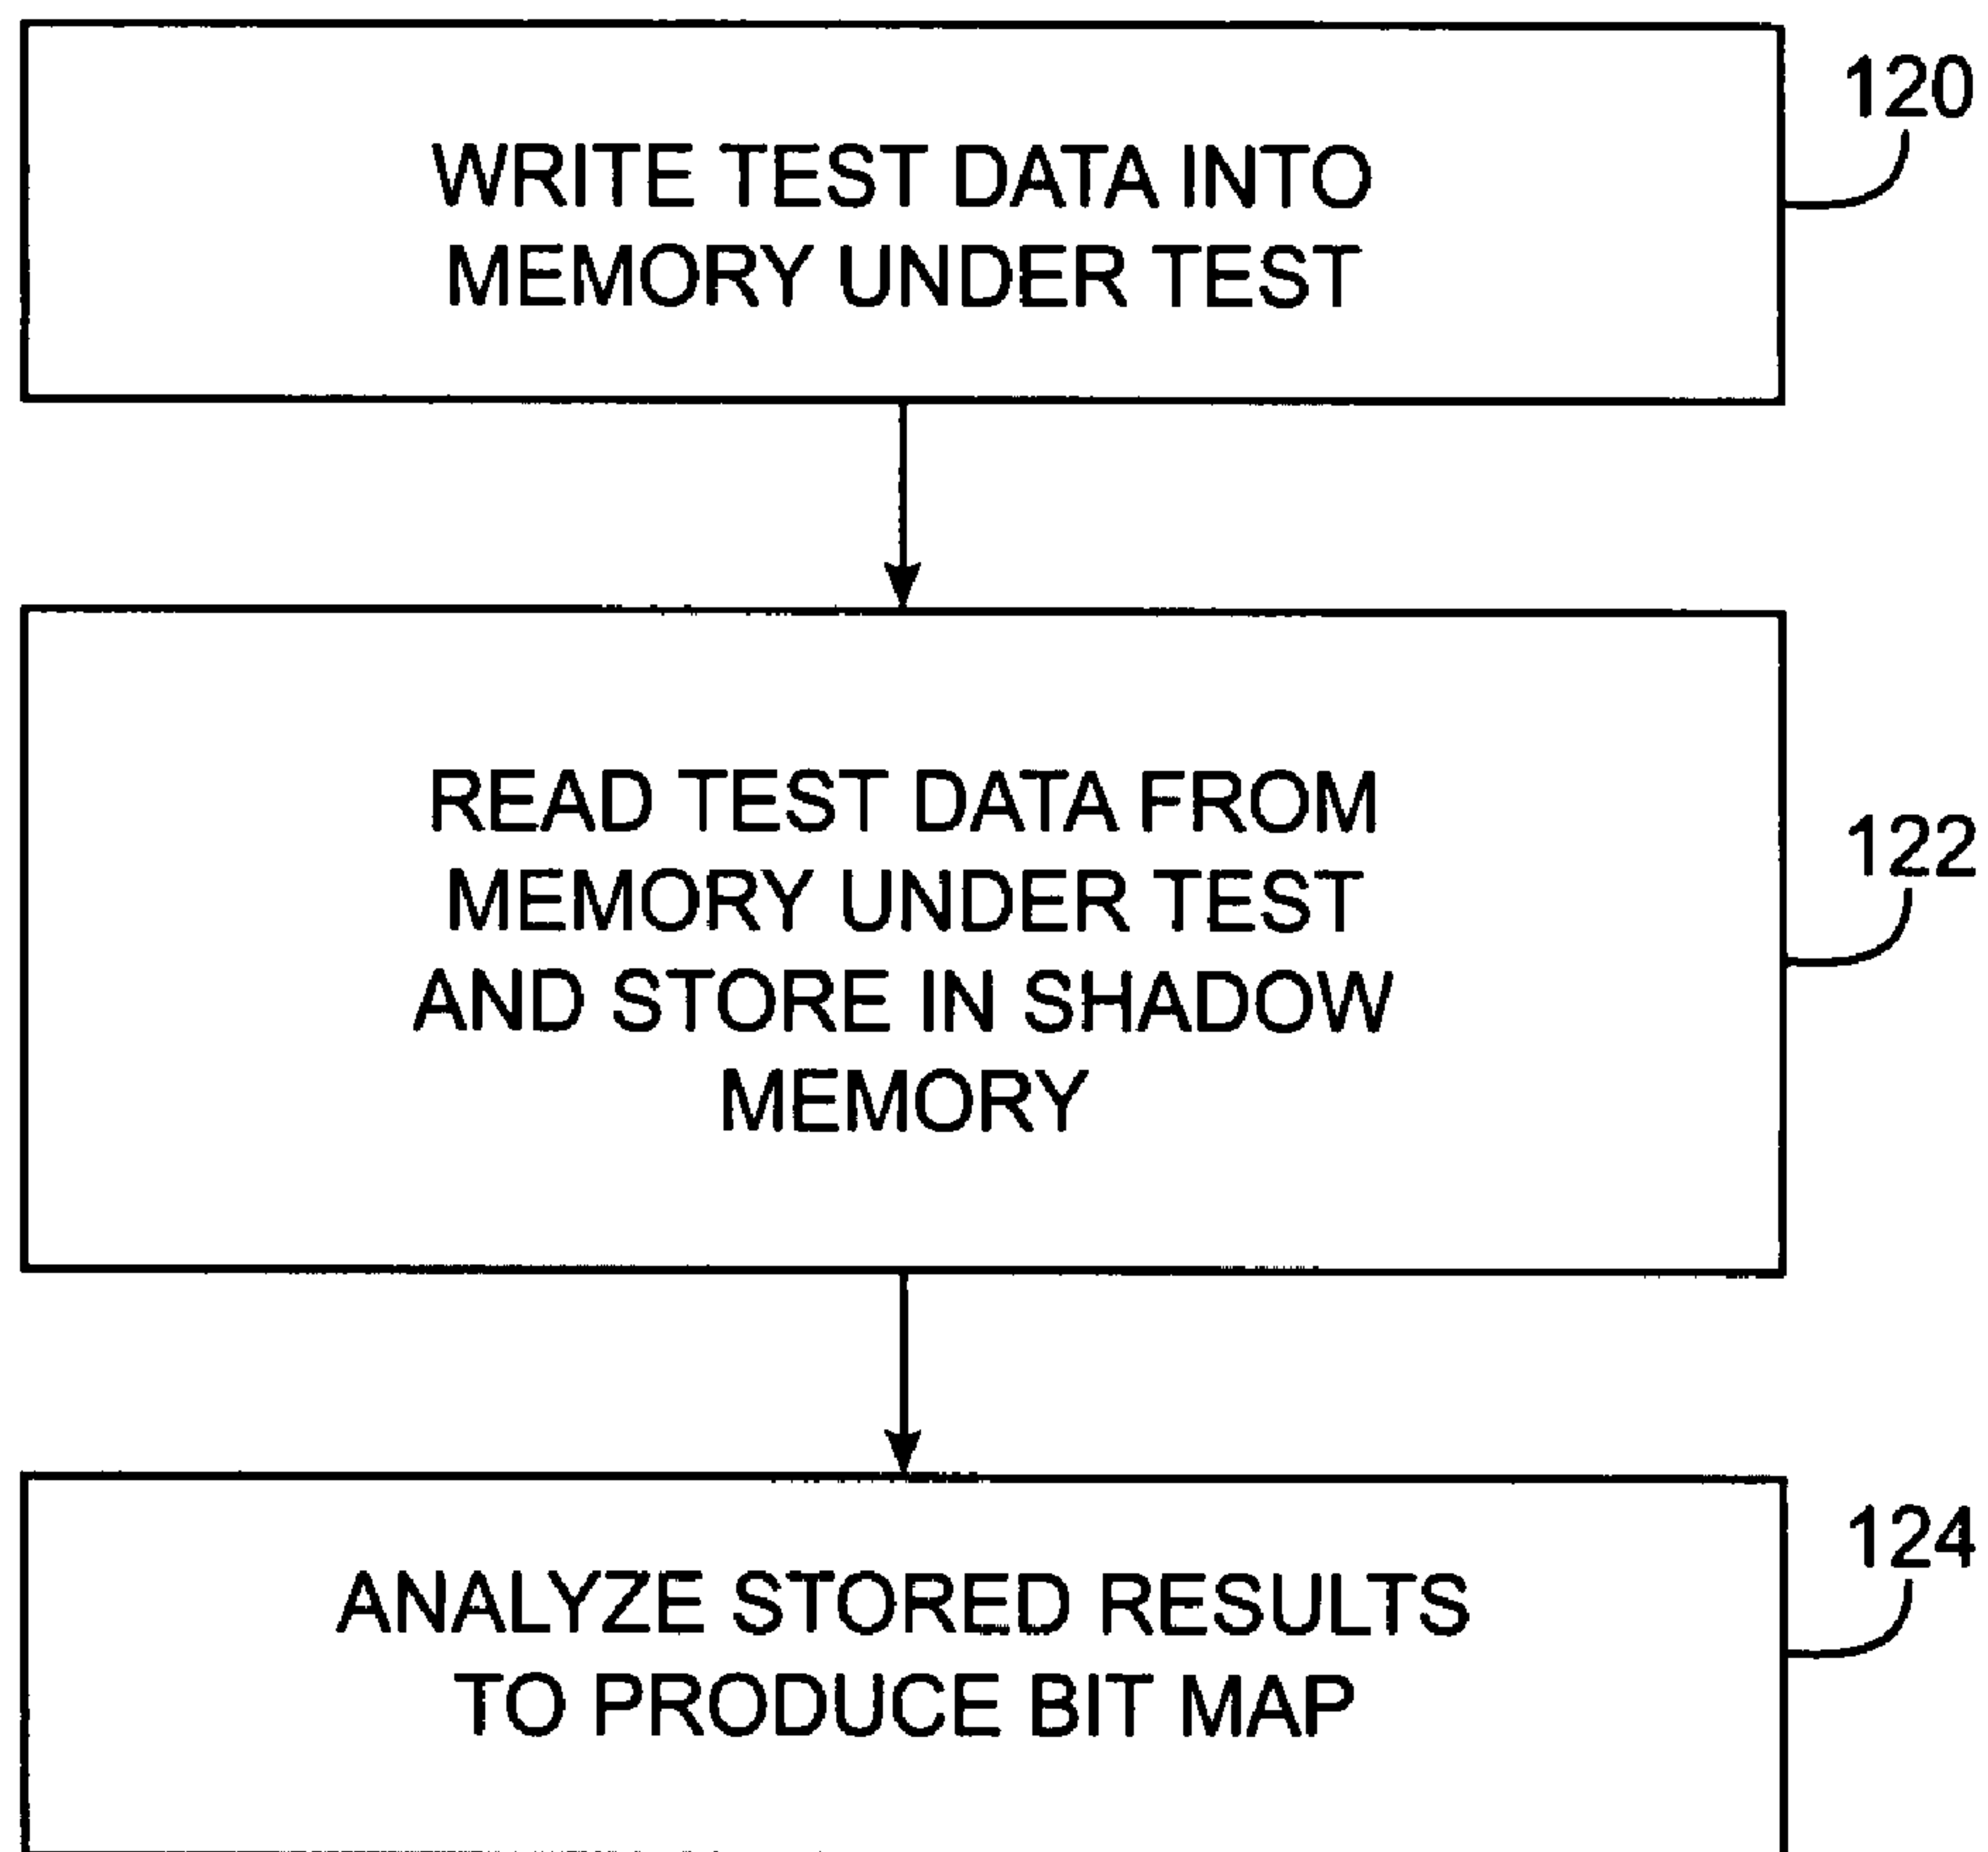 120
WRITE TEST DATA INTO
MEMORY UNDER TEST
122
READ TEST DATA FROM
MEMORY UNDER TEST
AND STORE IN SHADOW
MEMORY
124
ANALYZE STORED RESULTS
TO PRODUCE BIT MAP